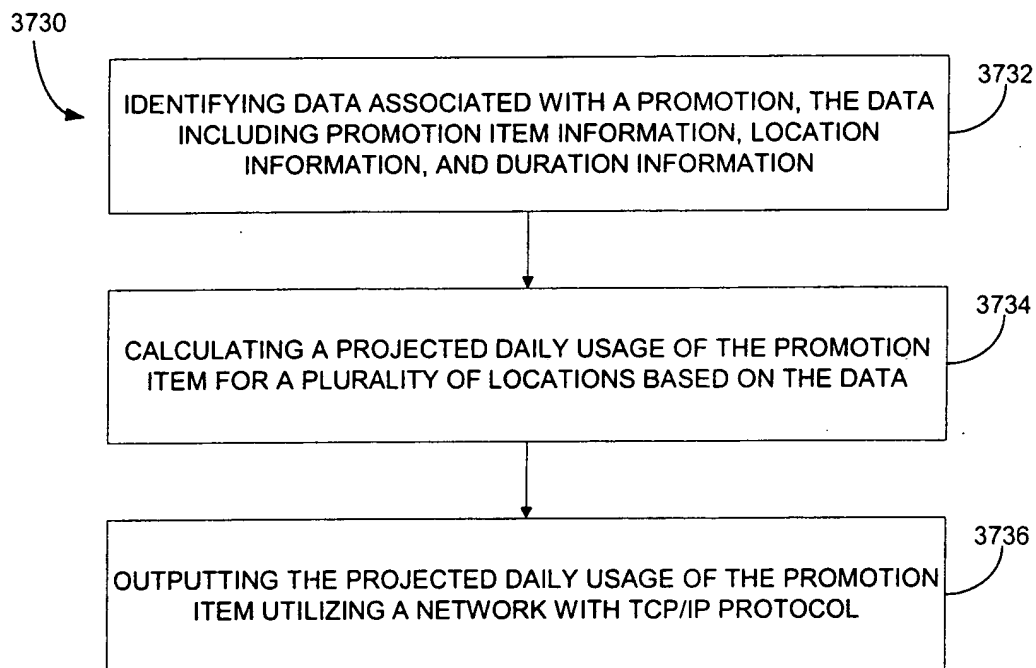 3730
3732
IDENTIFYING DATA ASSOCIATED WITH A PROMOTION, THE DATA
INCLUDING PROMOTION ITEM INFORMATION, LOCATION
INFORMATION, AND DURATION INFORMATION
3734
CALCULATING A PROJECTED DAILY USAGE OF THE PROMOTION
ITEM FOR A PLURALITY OF LOCATIONS BASED ON THE DATA
3736
OUTPUTTING THE PROJECTED DAILY USAGE OF THE PROMOTION
ITEM UTILIZING A NETWORK WITH TCP/IP PROTOCOL